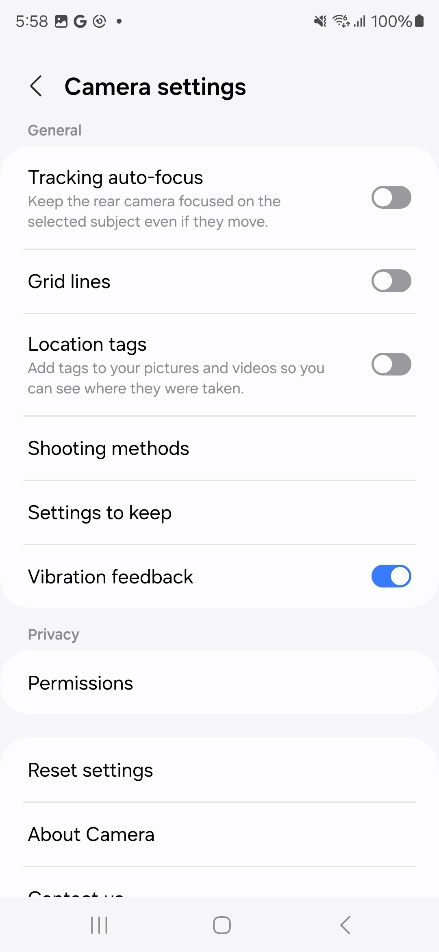 5:58 100%
Camera settings
General
Tracking auto-focus
Keep the rear camera focused on the
selected subject even if they move.
Grid lines
Location tags
Add tags to your pictures and videos so you
can see where they were taken.
Shooting methods
Settings to keep
Vibration feedback
Privacy
Permissions
Reset settings
About Camera
Contact us